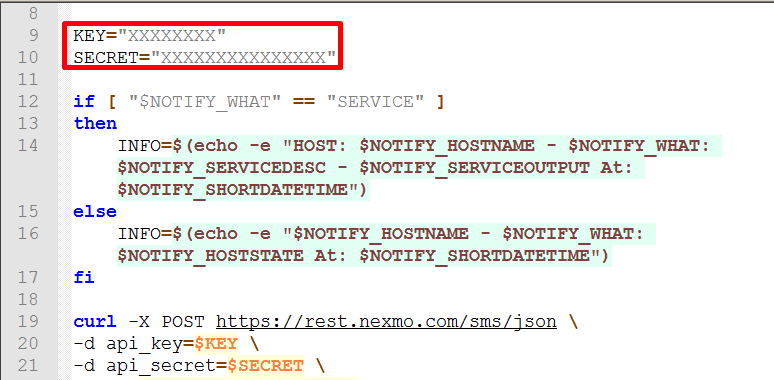 8
9 KEY="XXXXXXXX"
10 SECRET="XXXXXXXXXXXXXXX"
11
12 if [ "$NOTIFY_WHAT" == "SERVICE" ]
13 then
14 INFO=$(echo -e "HOST: $NOTIFY_HOSTNAME - $NOTIFY_WHAT:
$NOTIFY_SERVICEDESC - $NOTIFY_SERVICEOUTPUT At:
$NOTIFY_SHORTDATETIME")
15 else
16 INFO=$(echo -e "$NOTIFY_HOSTNAME - $NOTIFY_WHAT:
$NOTIFY_HOSTSTATE At: $NOTIFY_SHORTDATETIME")
17 fi
18
19 curl -X POST https://rest.nexmo.com/sms/json \
20 -d api_key=$KEY \
21 -d api_secret=$SECRET \